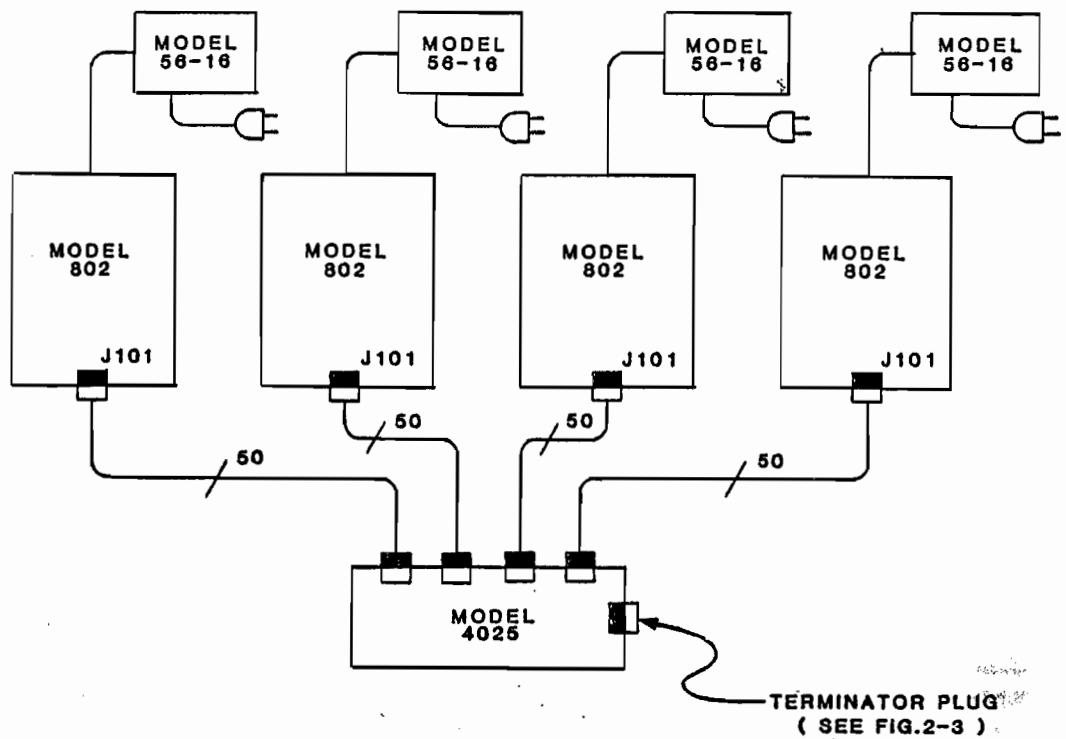 MODEL
56-16
MODEL
56-16
MODEL
56-16
MODEL
56-16
MODEL
802
MODEL
802
MODEL
802
MODEL
802
J101
J101
J101
J101
50
50
50
50
MODEL
4025
TERMINATOR PLUG
( SEE FIG.2-3 )